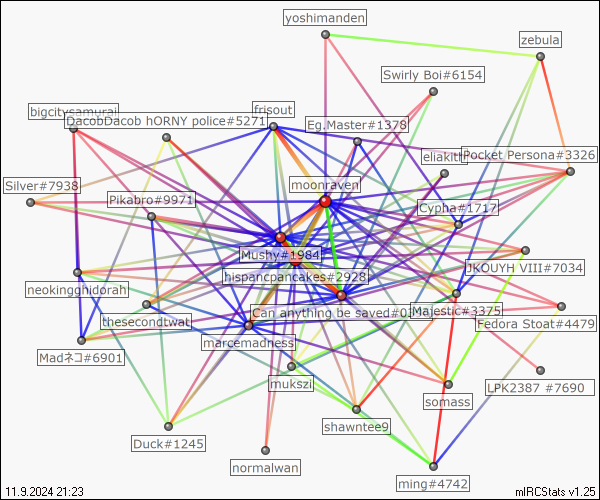 yoshimanden
zebula
Swirly Boi#6154
bigcitysamurai
frisout
DacobDacob hORNY police#5271
Eg.Master#1378
eliakith
Pocket Persona#3326
Silver#7938
moonraven
Pikabro#9971
Cypha#1717
Mushy#1984
hispancpancakes#2928
JKOUYH VIII#7034
neokingghidorah
Can anything be saved#03
Majestic#3375
thesecondtwat
Fedora Stoat#4479
marcemadness
Madネコ#6901
mukszi
LPK2387 #7690
somass
shawntee9
Duck#1245
normalwan
ming#4742
11.9.2024 21:23
mIRCStats v1.25